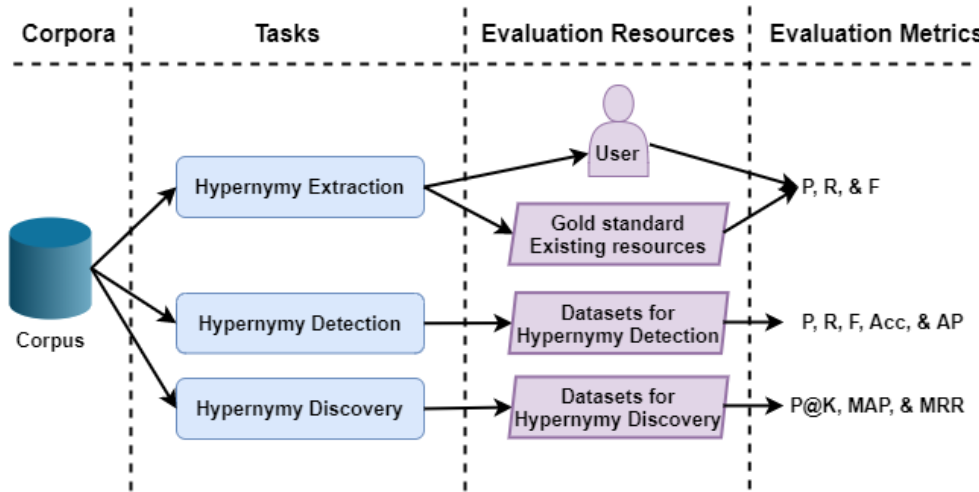 Corpora
Tasks
Evaluation Resources
Evaluation Metrics
User
Hypernymy Extraction
P, R, & F
Gold standard
Existing resources
Corpus
Hypernymy Detection
Datasets for
Hypernymy Detection
P, R, F, Acc, & AP
Hypernymy Discovery
Datasets for
Hypernymy Discovery
P@K, MAP, & MRR